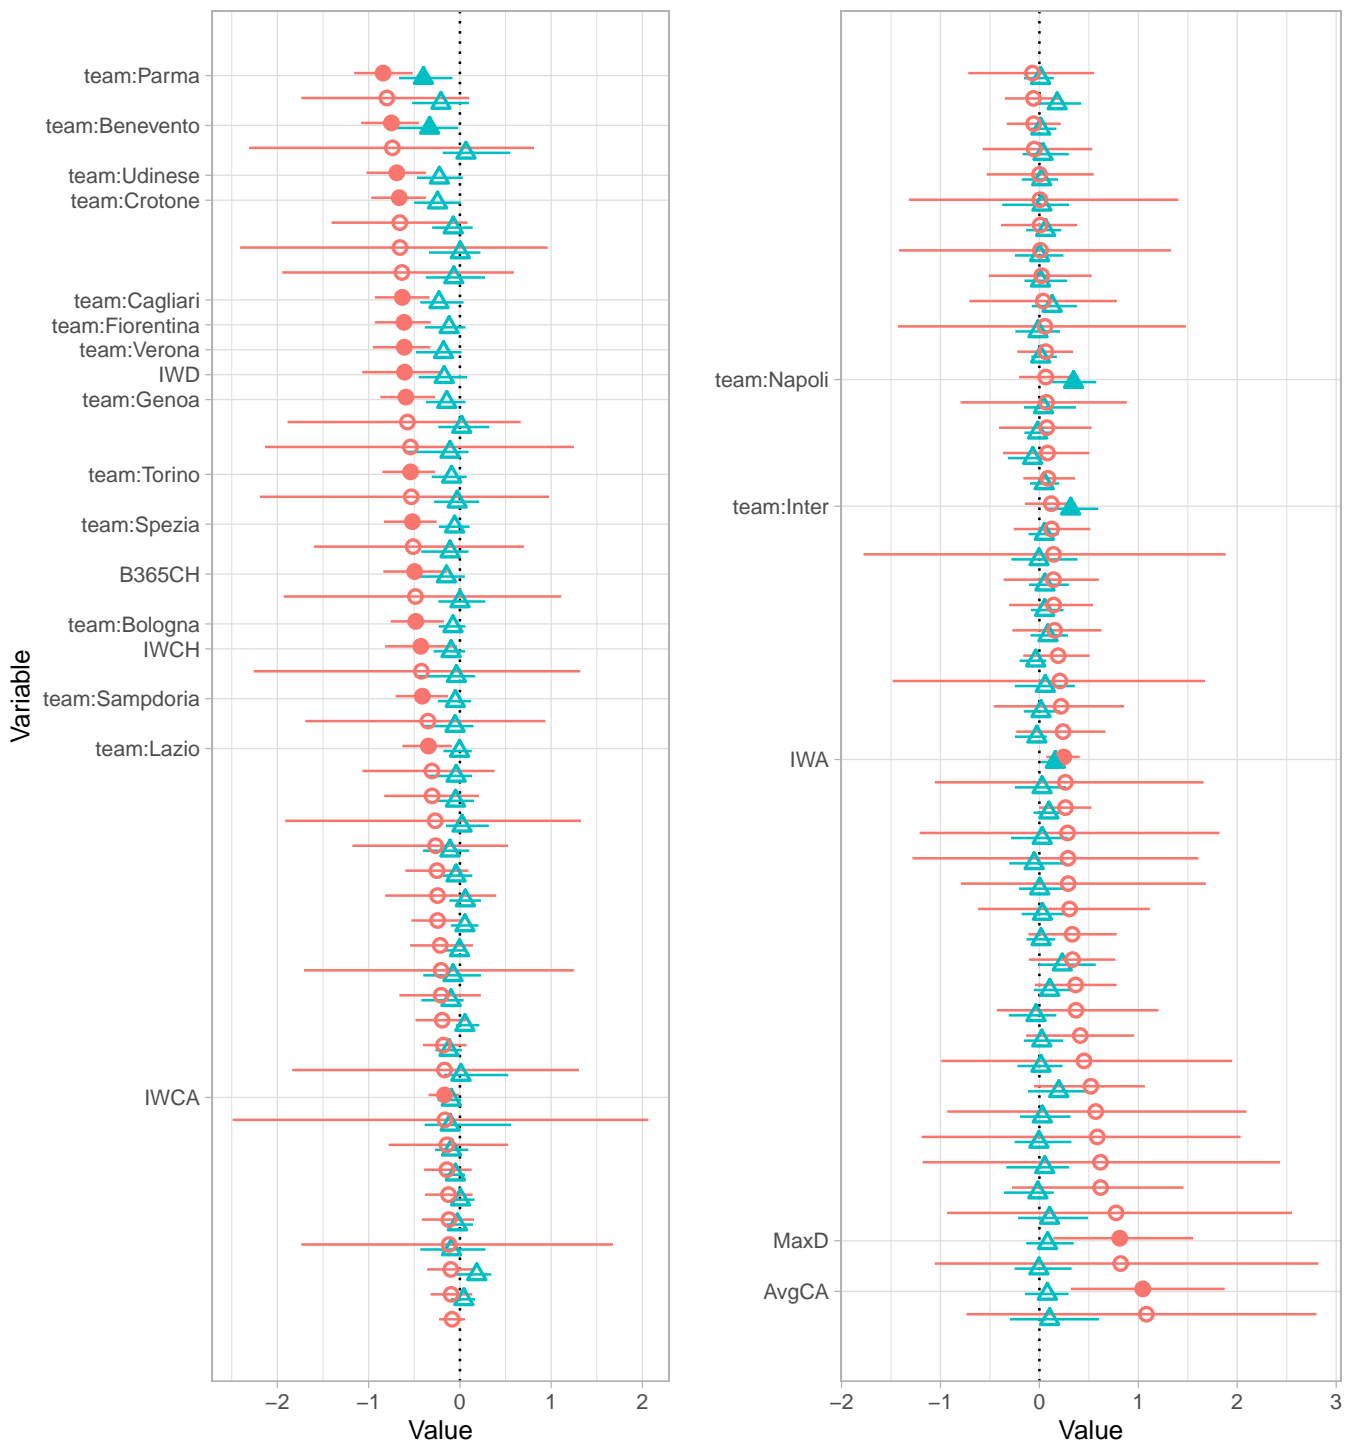 team:Parma
team:Benevento
team:Udinese
team:Crotone
team:Cagliari
team:Fiorentina
team:Verona
IWD
team:Genoa
team:Torino
team:Spezia
B365CH
team:Bologna
IWCH
team:Sampdoria
team:Lazio
IWCA
Variable
−2 −1 0 1 2
Value
team:Napoli
team:Inter
IWA
MaxD
AvgCA
−2 −1 0 1 2 3
Value